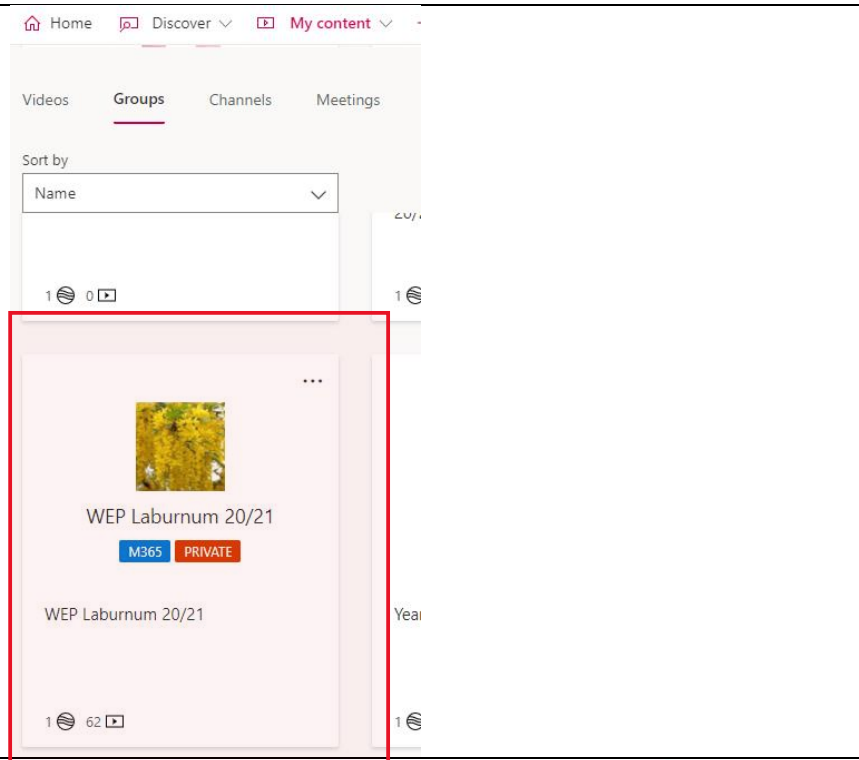 Home Discover My content
Videos Groups Channels Meetings
Sort by
Name
20/
1 0
1
WEP Laburnum 20/21
M365 PRIVATE
WEP Laburnum 20/21
Year
1 62
1